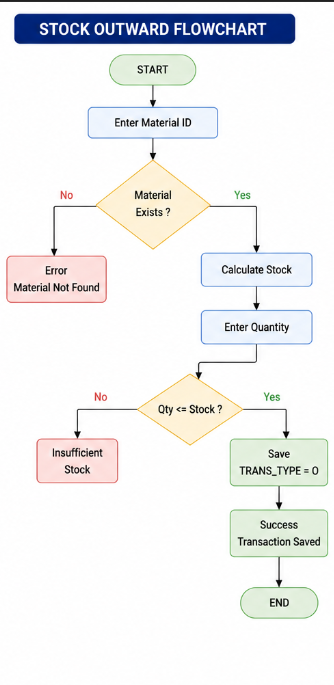 STOCK OUTWARD FLOWCHART
START
Enter Material ID
Material
Exists ?
No
Yes
Error
Material Not Found
Calculate Stock
Enter Quantity
Qty <= Stock ?
No
Yes
Insufficient
Stock
Save
TRANS_TYPE = O
Success
Transaction Saved
END